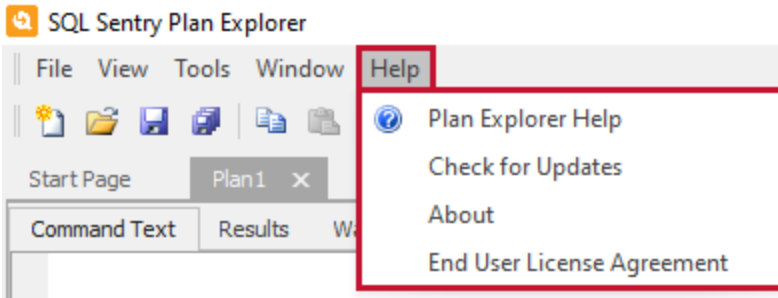 SQL Sentry Plan Explorer
File View Tools Window Help
Plan Explorer Help
Check for Updates
Start Page Plan1
About
Command Text Results
End User License Agreement